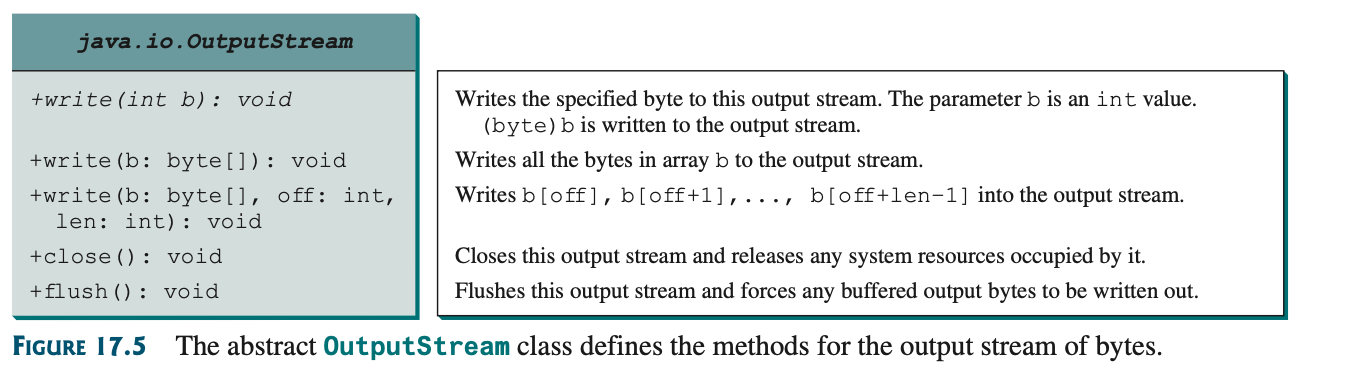 java.io.OutputStream
+write(int b): void
Writes the specified byte to this output stream. The parameter b is an int value.
(byte)b is written to the output stream.
+write(b: byte[]): void
Writes all the bytes in array b to the output stream.
+write(b: byte[], off: int,
len: int): void
Writes b[off], b[off+1],..., b[off+len-1] into the output stream.
+close(): void
Closes this output stream and releases any system resources occupied by it.
+flush(): void
Flushes this output stream and forces any buffered output bytes to be written out.
FIGURE 17.5 The abstract OutputStream class defines the methods for the output stream of bytes.